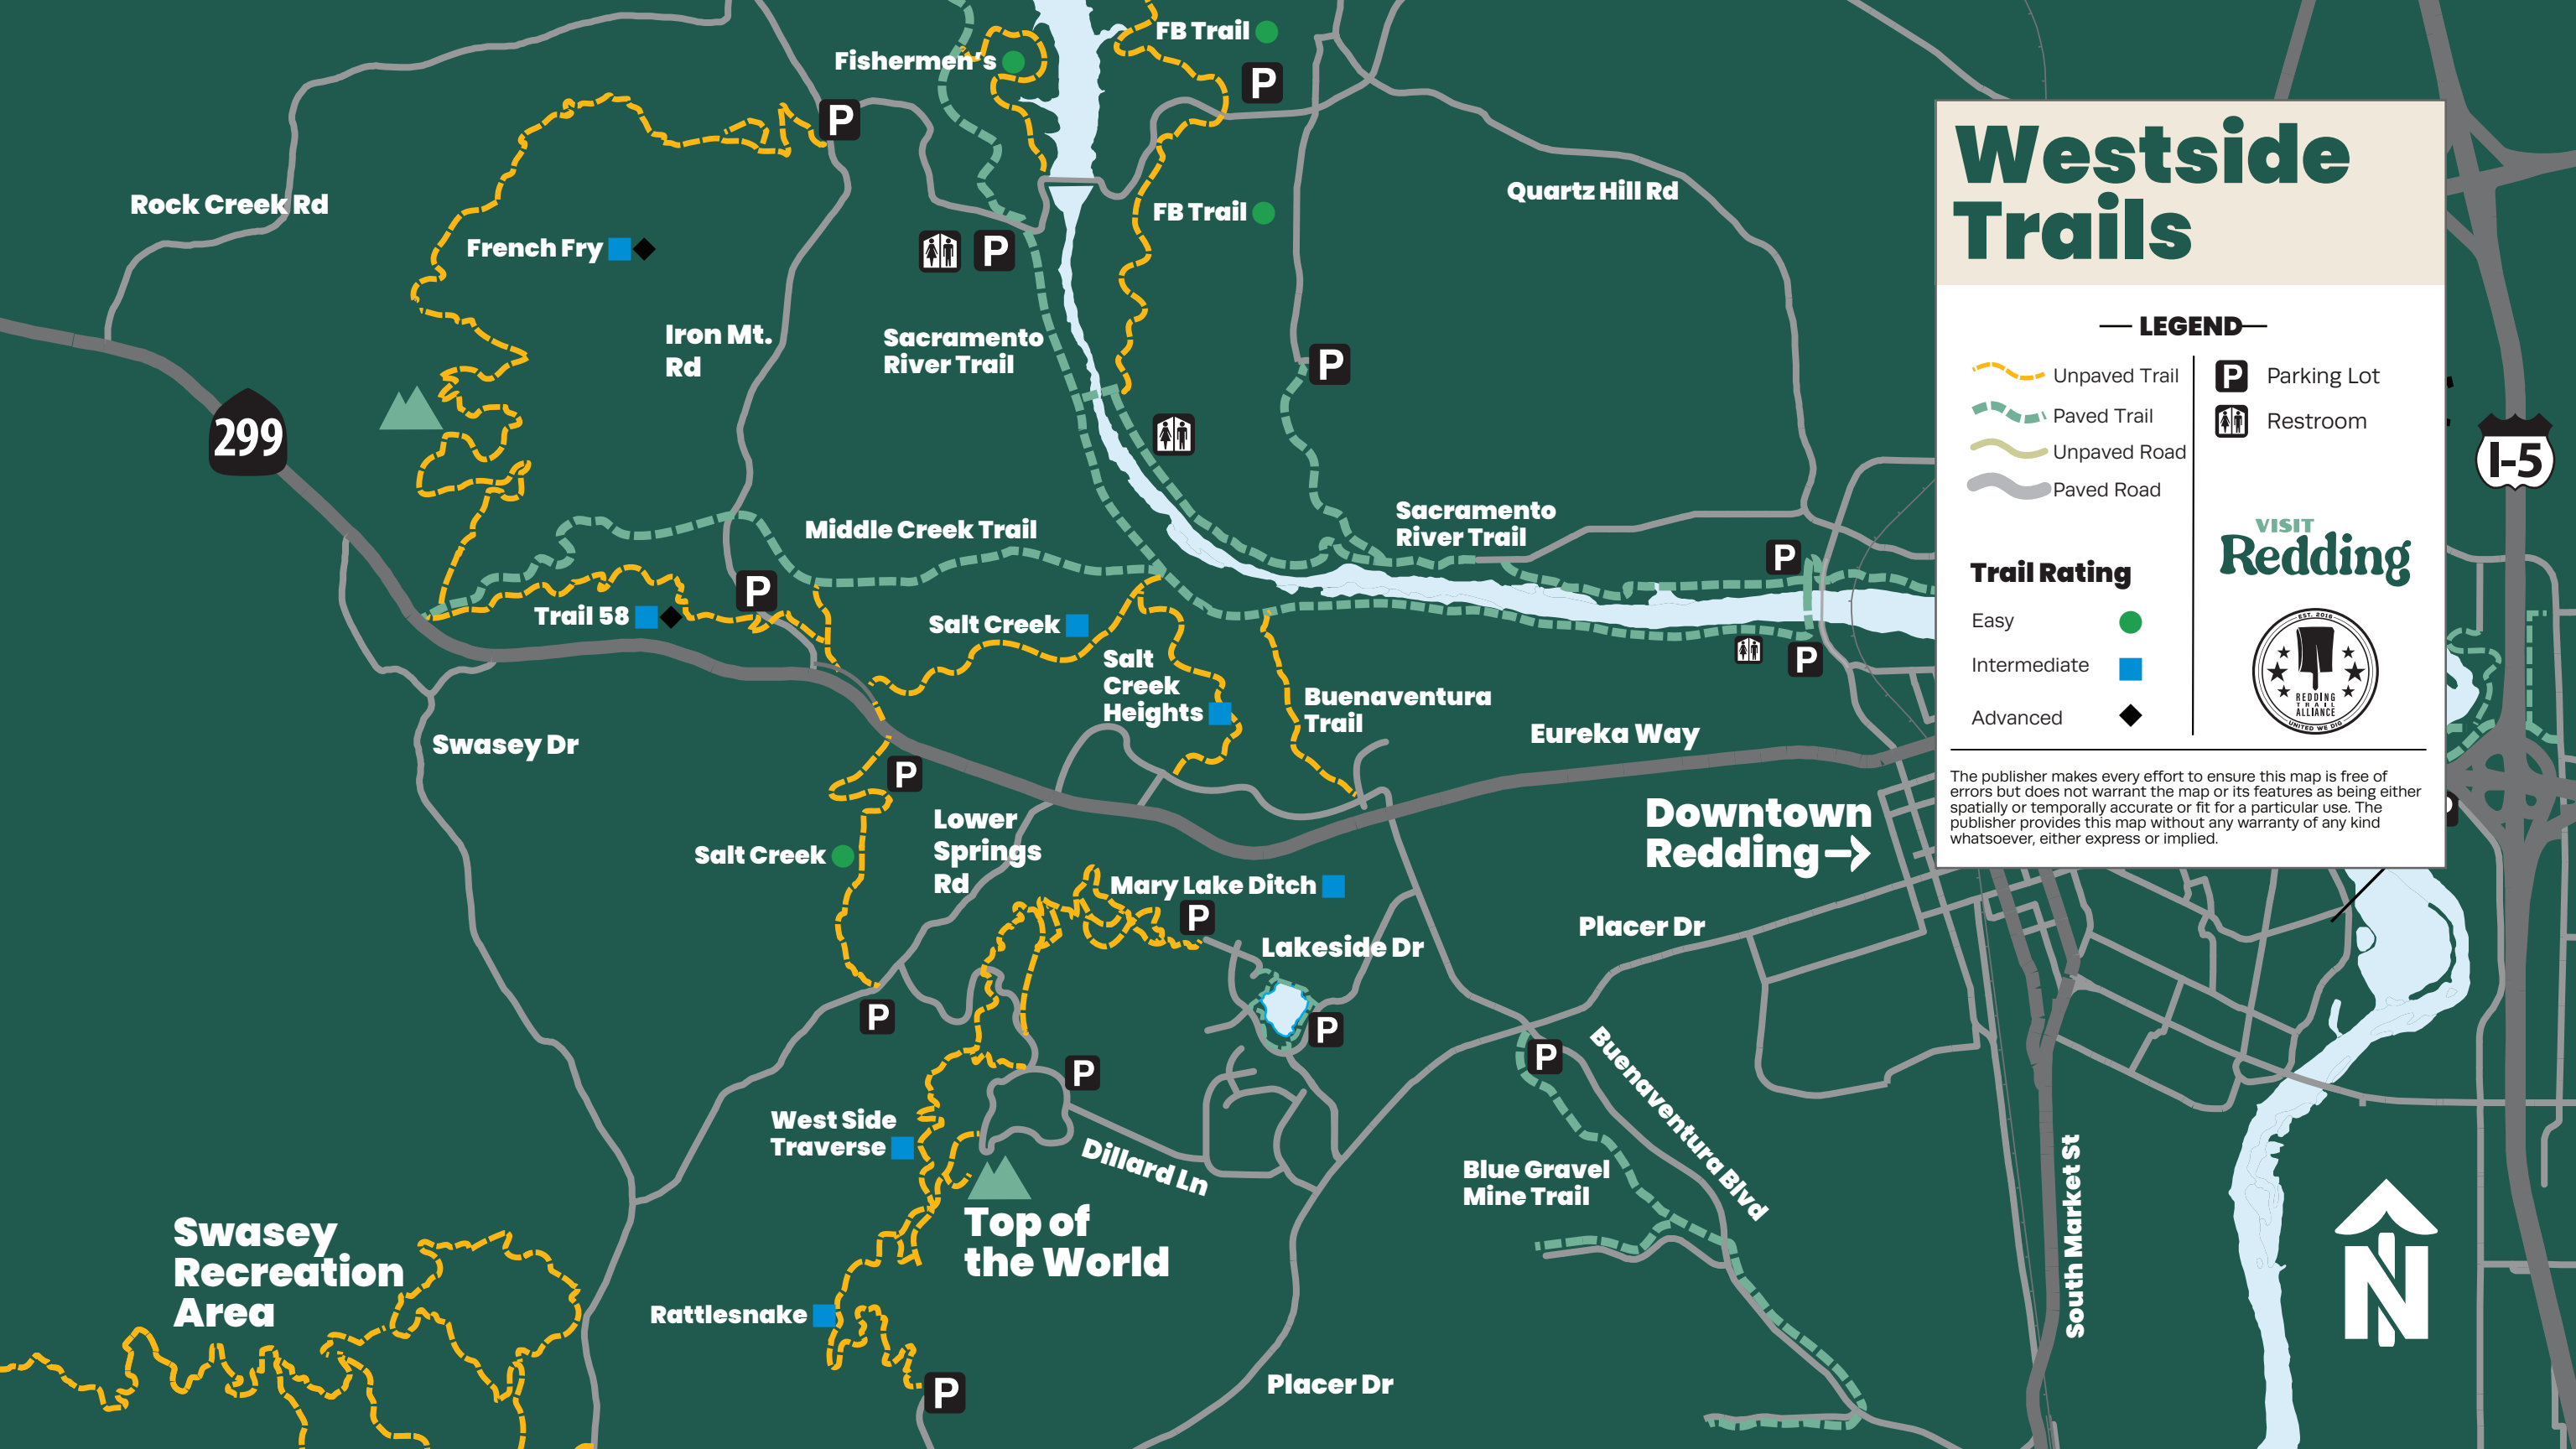 FB Trail
Fishermen's
P
P
Rock Creek Rd
Quartz Hill Rd
FB Trail
French Fry
P
Iron Mt.
Rd
Sacramento
River Trail
P
299
Middle Creek Trail
Sacramento
River Trail
P
P
Trail 58
Salt Creek
P
Salt
Creek
Heights
Buenaventura
Trail
Swasey Dr
Eureka Way
P
Lower
Springs
Rd
Salt Creek
Downtown
Redding
Mary Lake Ditch
P
Placer Dr
Lakeside Dr
P
P
P
P
Buenaventura Blvd
West Side
Traverse
Dillard Ln
Blue Gravel
Mine Trail
South Market St
Swasey
Recreation
Area
Top of
the World
Rattlesnake
P
Placer Dr
N
I-5
Westside
Trails
LEGEND
Unpaved Trail
Paved Trail
Unpaved Road
Paved Road
P Parking Lot
Restroom
VISIT
Redding
Trail Rating
Easy
Intermediate
Advanced
EST. 2016
REDDING
TRAIL
ALLIANCE
UNITED WE DIG
The publisher makes every effort to ensure this map is free of
errors but does not warrant the map or its features as being either
spatially or temporally accurate or fit for a particular use. The
publisher provides this map without any warranty of any kind
whatsoever, either express or implied.